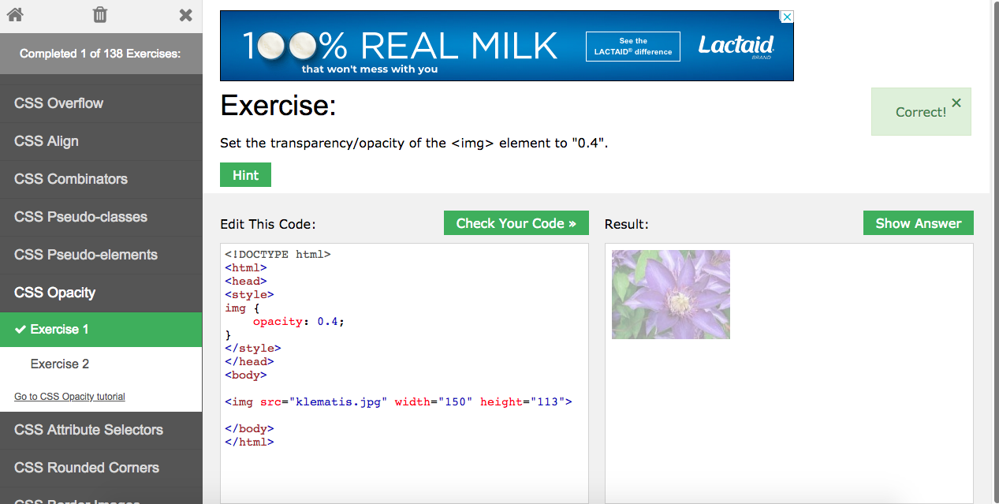 Completed 1 of 138 Exercises:
CSS Overflow
CSS Align
CSS Combinators
CSS Pseudo-classes
CSS Pseudo-elements
CSS Opacity
Exercise 1
Exercise 2
Go to CSS Opacity tutorial
CSS Attribute Selectors
CSS Rounded Corners
CSS Border Images
100% REAL MILK
that won't mess with you
See the
LACTAID® difference
Lactaid®
BRAND
Exercise:
Correct!
Set the transparency/opacity of the <img> element to "0.4".
Hint
Edit This Code:
Check Your Code »
<!DOCTYPE html>
<html>
<head>
<style>
img {
    opacity: 0.4;
}
</style>
</head>
<body>
<img src="klematis.jpg" width="150" height="113">
</body>
</html>
Result:
Show Answer